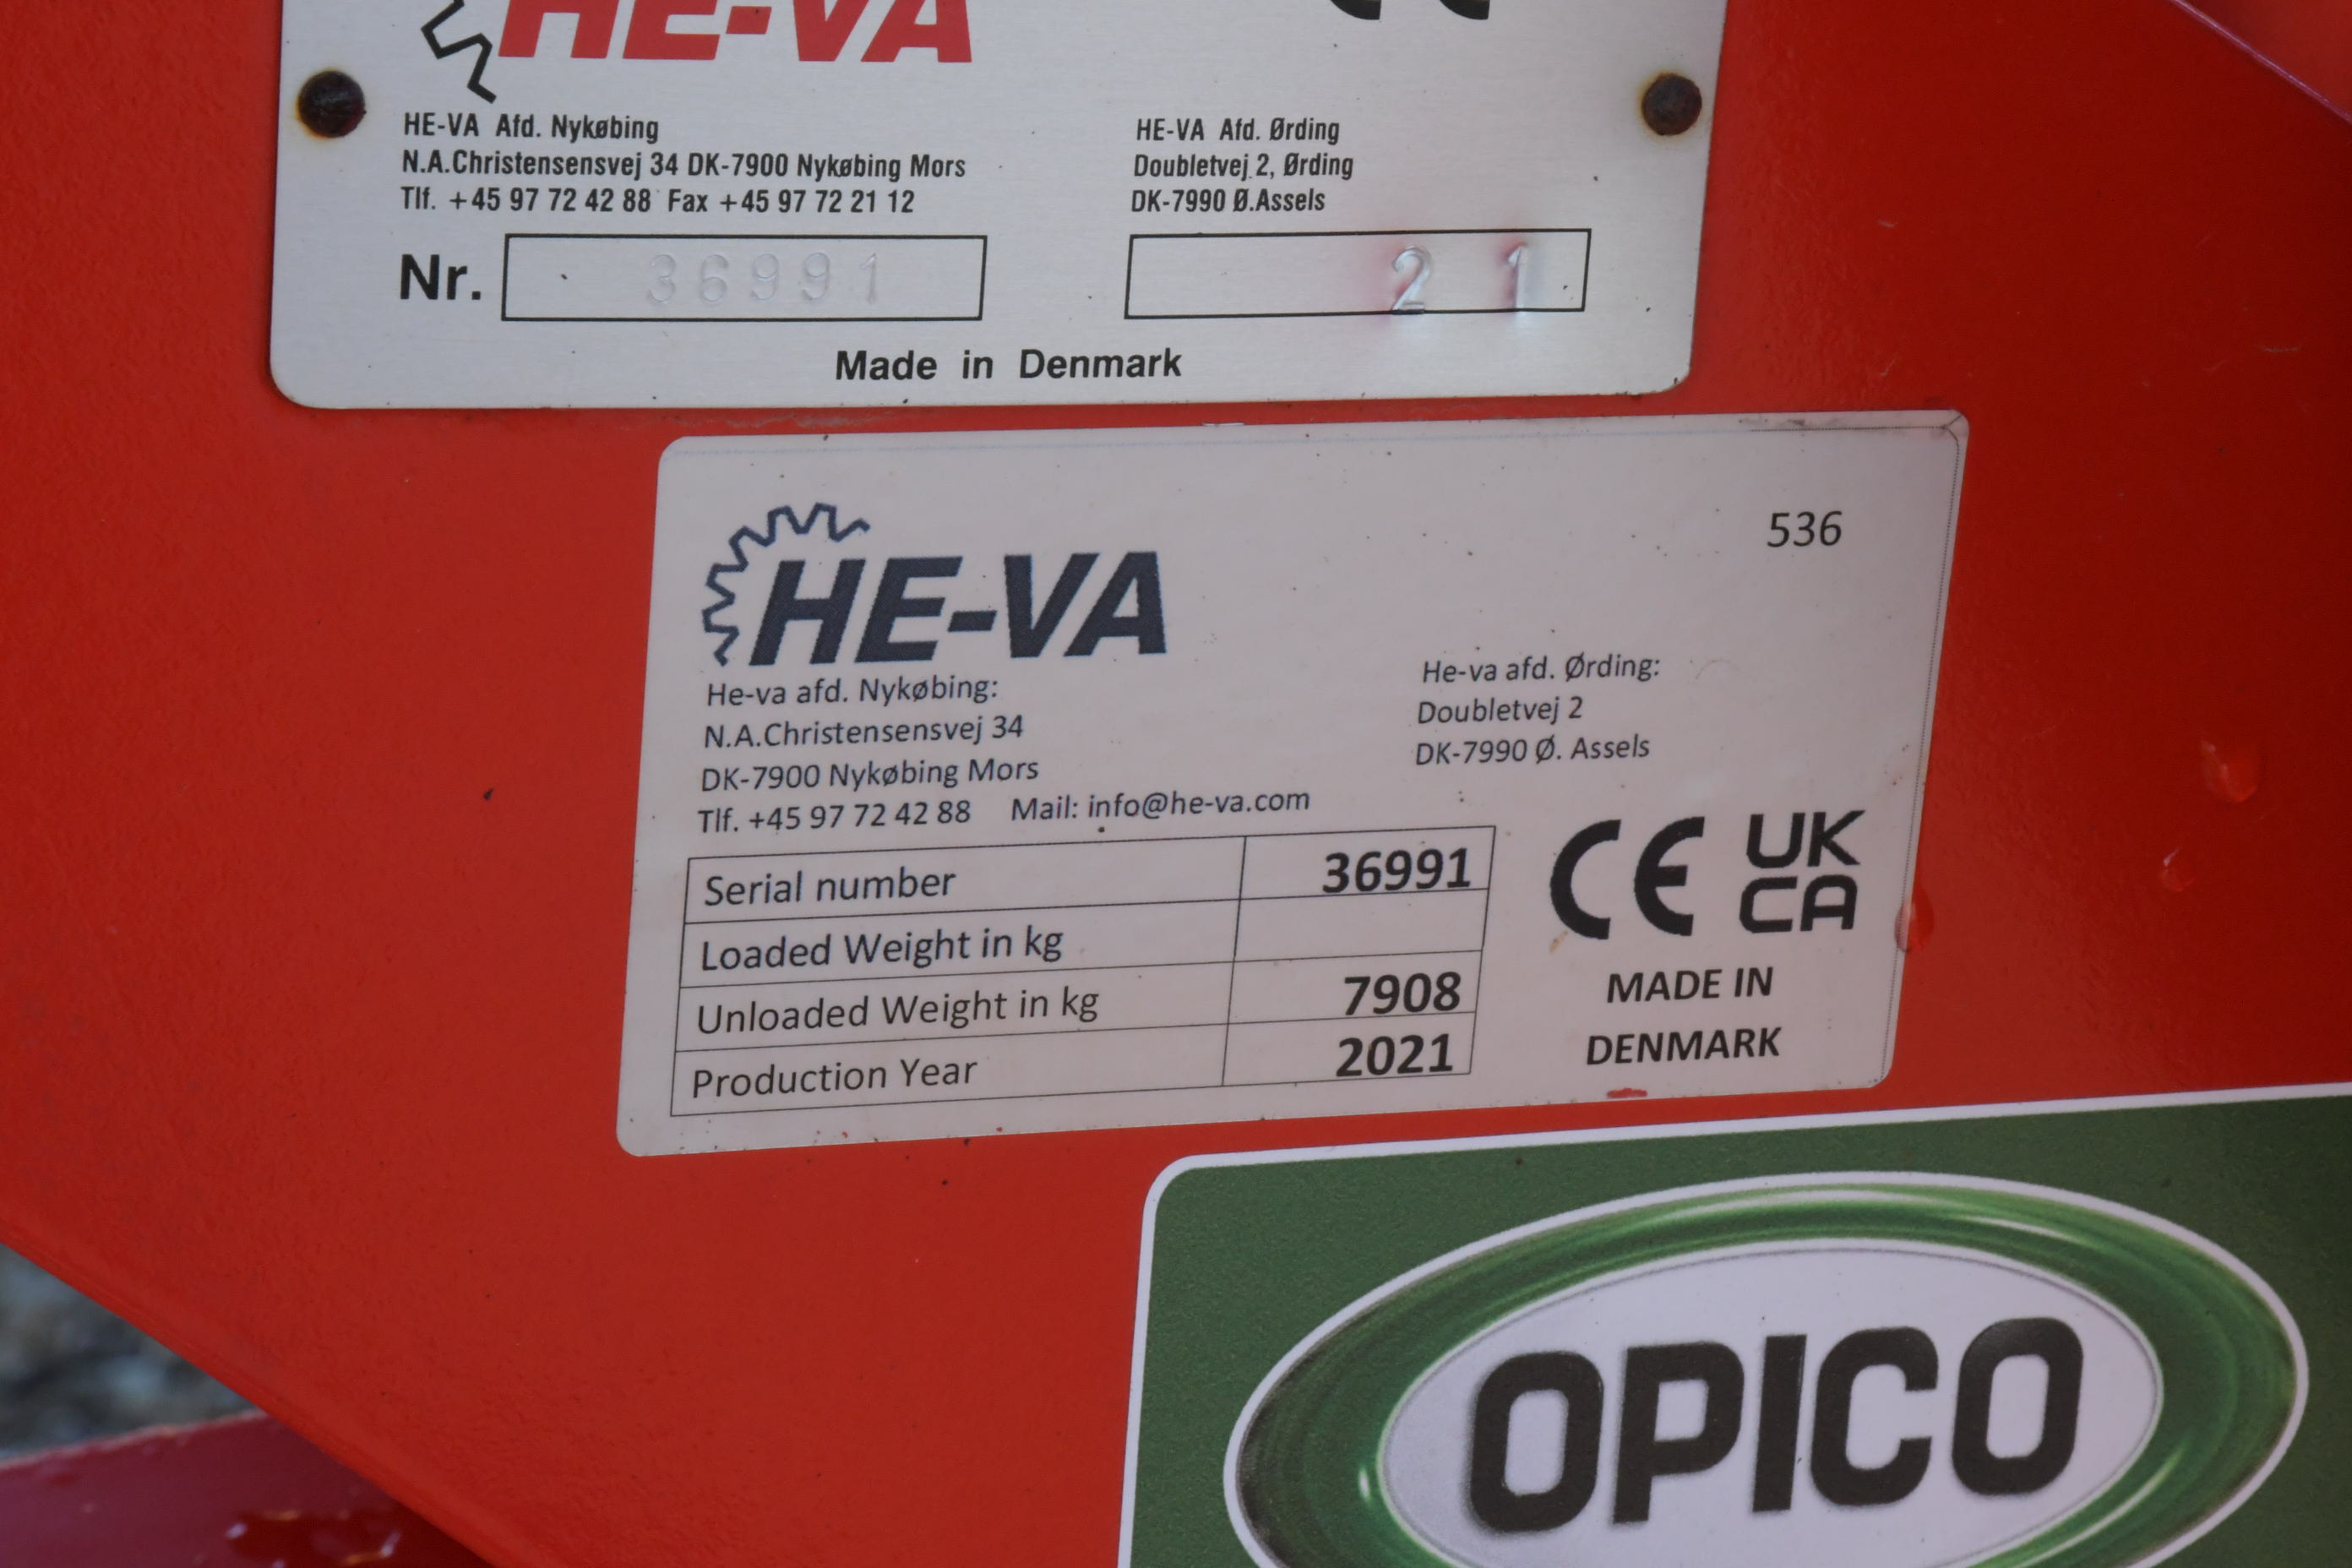 HE-VA
CE
HE-VA Afd. Nykøbing
N.A.Christensensvej 34 DK-7900 Nykøbing Mors
Tlf. +45 97 72 42 88 Fax +45 97 72 21 12
HE-VA Afd. Ørding
Doubletvej 2, Ørding
DK-7990 Ø.Assels
Nr. 36991
21
Made in Denmark
536
HE-VA
He-va afd. Nykøbing:
N.A.Christensensvej 34
DK-7900 Nykøbing Mors
Tlf. +45 97 72 42 88 Mail: info@he-va.com
He-va afd. Ørding:
Doubletvej 2
DK-7990 Ø. Assels
Serial number 36991
Loaded Weight in kg
Unloaded Weight in kg 7908
Production Year 2021
CE UK
CA
MADE IN
DENMARK
OPICO